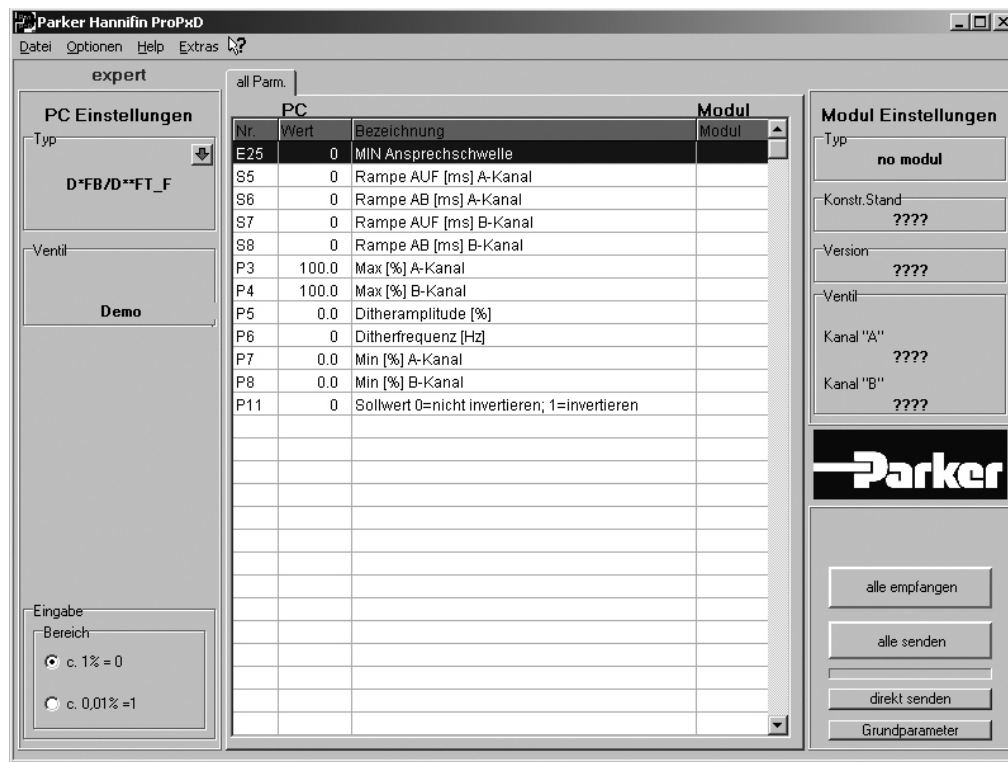 Parker Hannifin ProPxD
Datei Optionen Help Extras
expert
PC Einstellungen
Typ
D*FB/D**FT_F
Ventil
Demo
Eingabe
Bereich
c. 1% = 0
c. 0,01% =1
all Parm.
PC Modul
Nr. Wert Bezeichnung Modul
E25 0 MIN Ansprechschwelle
S5 0 Rampe AUF [ms] A-Kanal
S6 0 Rampe AB [ms] A-Kanal
S7 0 Rampe AUF [ms] B-Kanal
S8 0 Rampe AB [ms] B-Kanal
P3 100.0 Max [%] A-Kanal
P4 100.0 Max [%] B-Kanal
P5 0.0 Ditheramplitude [%]
P6 0 Ditherfrequenz [Hz]
P7 0.0 Min [%] A-Kanal
P8 0.0 Min [%] B-Kanal
P11 0 Sollwert 0=nicht invertieren; 1=invertieren
Modul Einstellungen
Typ
no modul
Konstr.Stand
????
Version
????
Ventil
Kanal "A"
????
Kanal "B"
????
Parker
alle empfangen
alle senden
direkt senden
Grundparameter